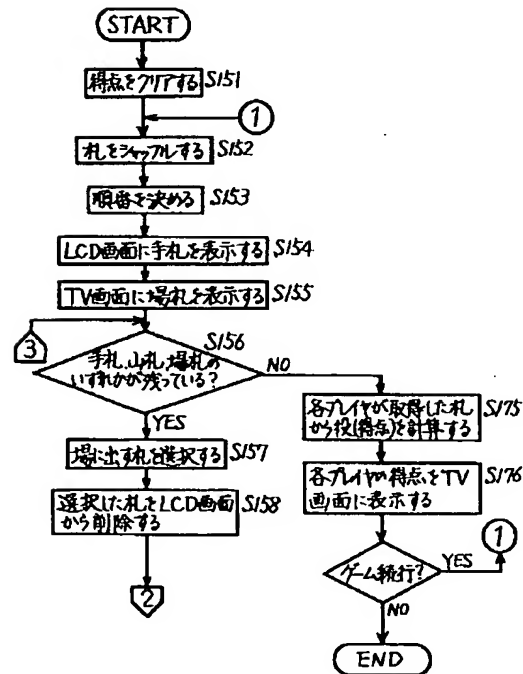 START
得点をクリアする S151
1
札をシャッフルする S152
順番を決める S153
LCD画面に手札を表示する S154
TV画面に場札を表示する S155
3
S156
手札、山札、場札の
いずれかが残っている?
NO
YES
場に出す札を選択する S157
選択した札をLCD画面 S158
から削除する
2
各プレイヤが取得した札 S175
から役(得点)を計算する
各プレイヤの得点をTV S176
画面に表示する
1
ゲーム続行?
YES
NO
END